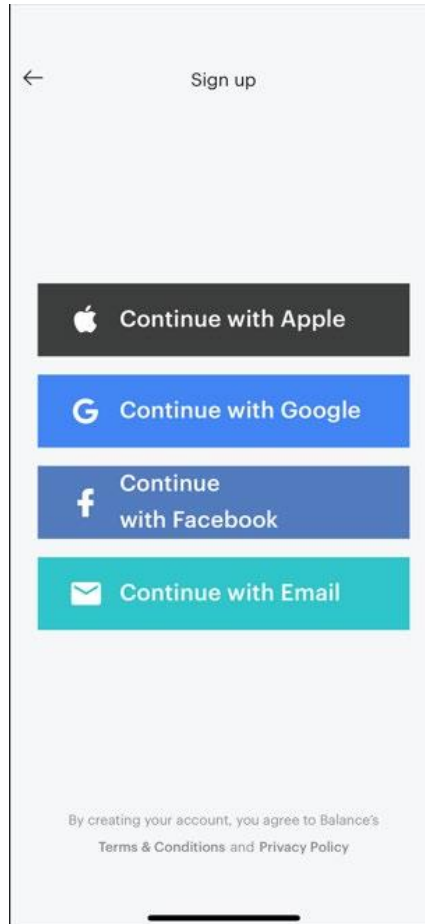 Sign up
Continue with Apple
Continue with Google
Continue
with Facebook
Continue with Email
By creating your account, you agree to Balance's
Terms & Conditions and Privacy Policy